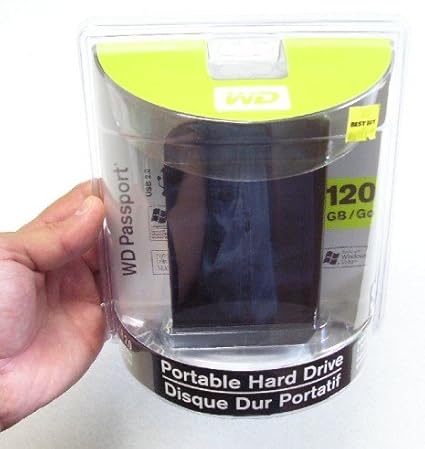 WD
BEST BUY
WD Passport
USB 2.0
120
GB/Go
Windows
Portable Hard Drive
Disque Dur Portatif